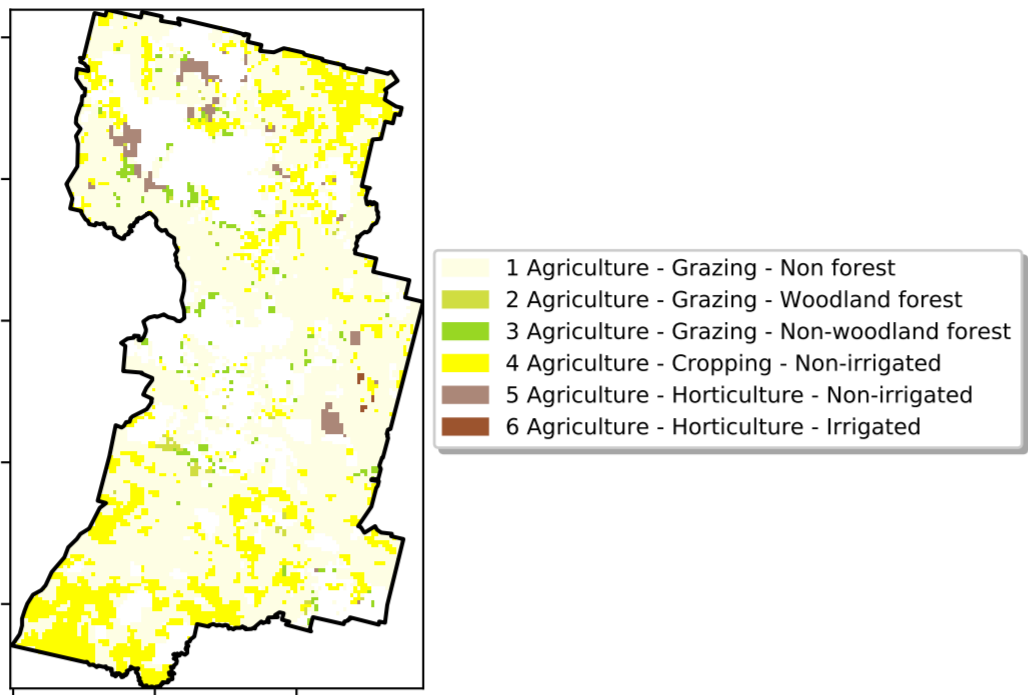 1 Agriculture - Grazing - Non forest
2 Agriculture - Grazing - Woodland forest
3 Agriculture - Grazing - Non-woodland forest
4 Agriculture - Cropping - Non-irrigated
5 Agriculture - Horticulture - Non-irrigated
6 Agriculture - Horticulture - Irrigated